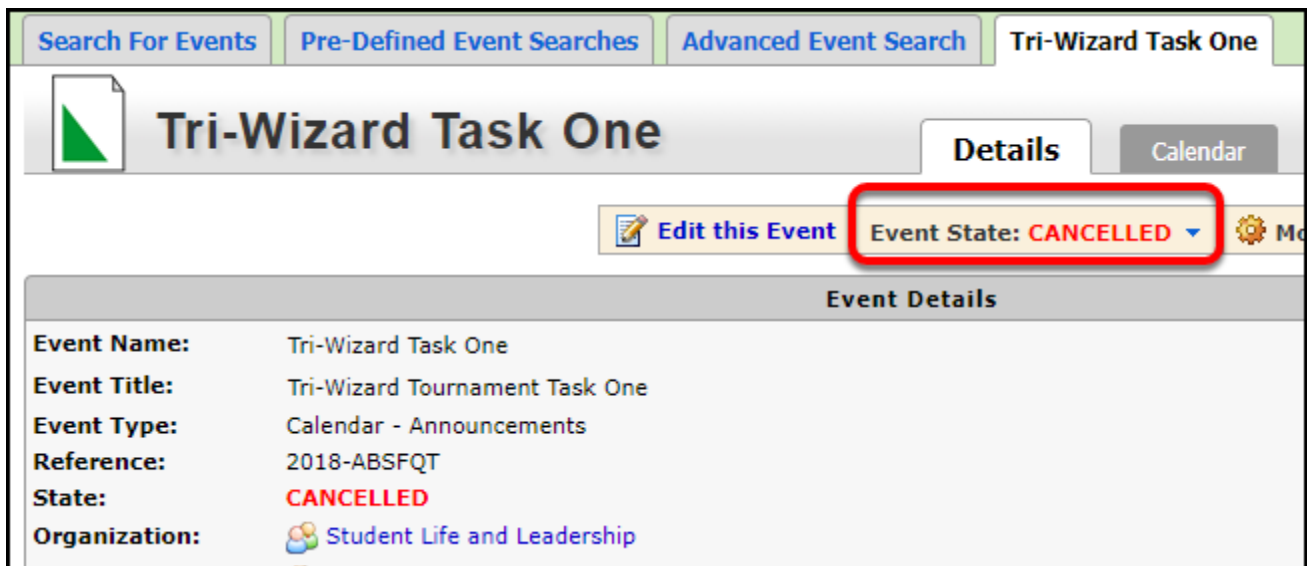 Search For Events Pre-Defined Event Searches Advanced Event Search Tri-Wizard Task One
Tri-Wizard Task One
Details Calendar
Edit this Event Event State: CANCELLED
Event Details
Event Name: Tri-Wizard Task One
Event Title: Tri-Wizard Tournament Task One
Event Type: Calendar - Announcements
Reference: 2018-ABSFQT
State: CANCELLED
Organization: Student Life and Leadership